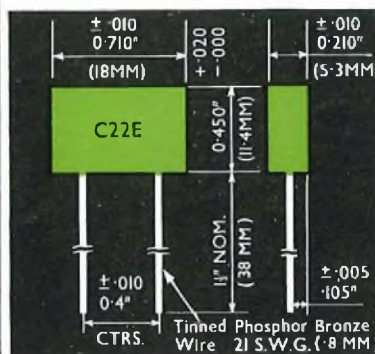 ± ·010
0·710"
(18MM)
+·020
-·000
± ·010
0·210"
(5·3MM
C22E
0·450"
(11·4MM)
1½" NOM.
(38 MM)
± ·010
0·4"
CTRS.
± ·005
·105"
Tinned Phosphor Bronze
Wire 21 S.W.G. (·8 MM